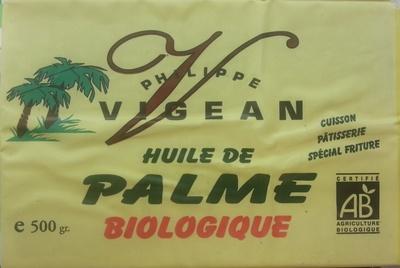 PHILIPPE
VIGEAN
CUISSON
PÂTISSERIE
SPÉCIAL FRITURE
HUILE DE
PALME
BIOLOGIQUE
e 500 gr.
CERTIFIÉ
AB
AGRICULTURE
BIOLOGIQUE